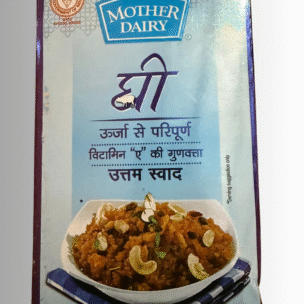 MOTHER
DAIRY
घी
ऊर्जा से परिपूर्ण
विटामिन "ए" की गुणवत्ता
उत्तम स्वाद
*Serving suggestion only